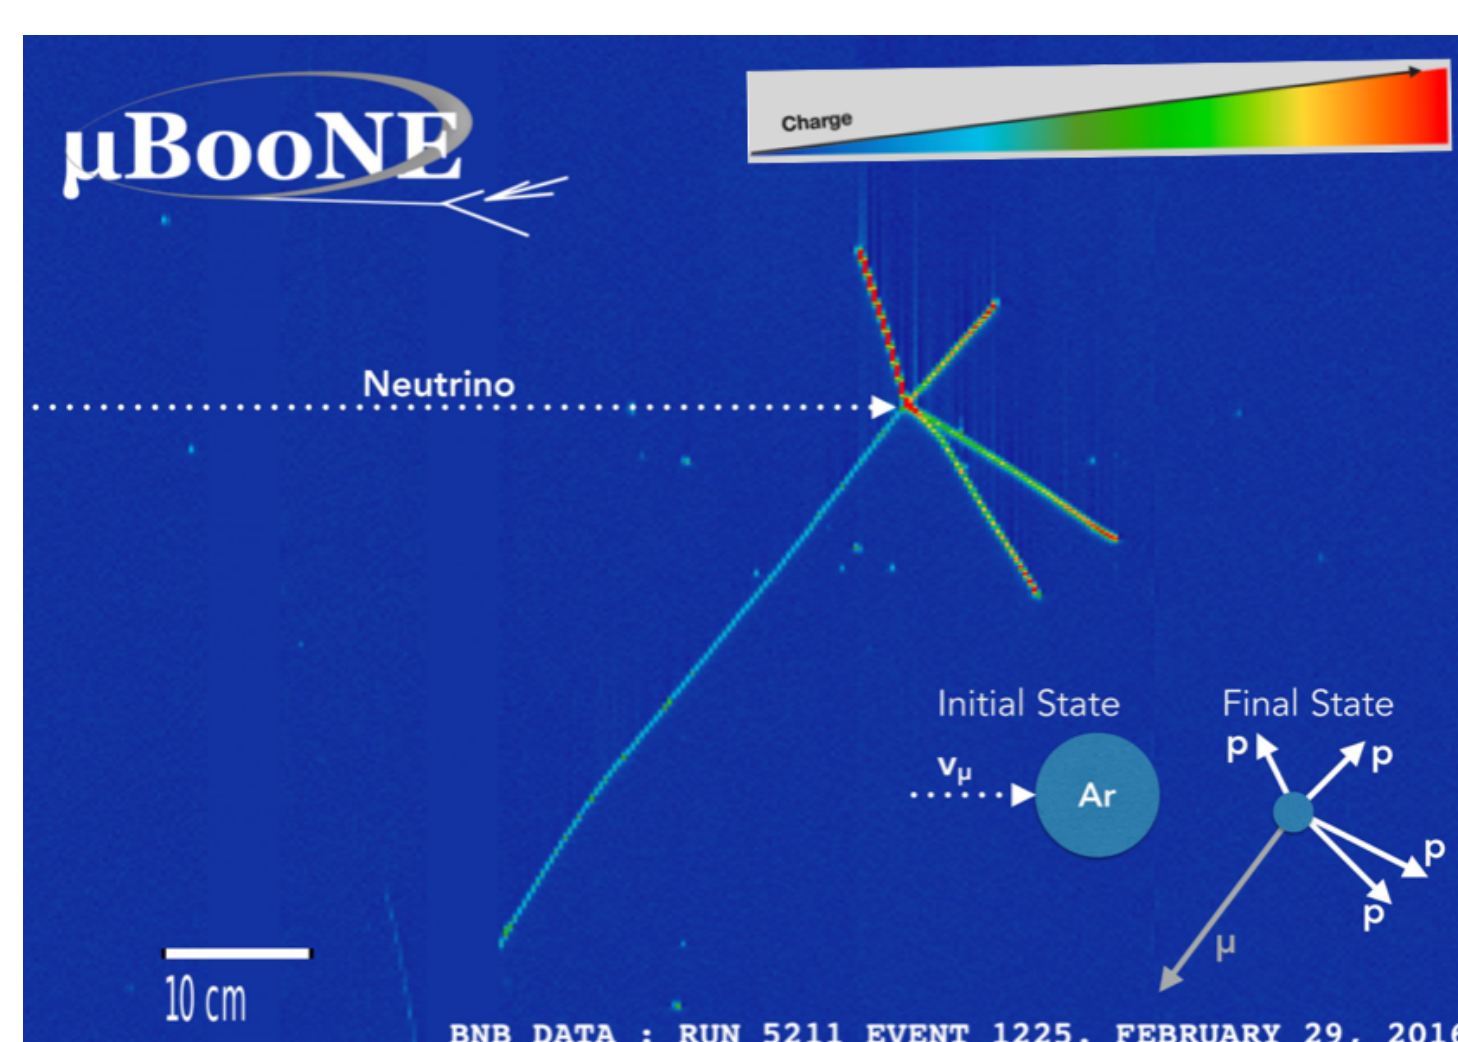 µBooNE
Charge
Neutrino
Initial State
Final State
νμ
Ar
p
p
p
p
μ
10 cm
BNB DATA : RUN 5211 EVENT 1225. FEBRUARY 29, 2016